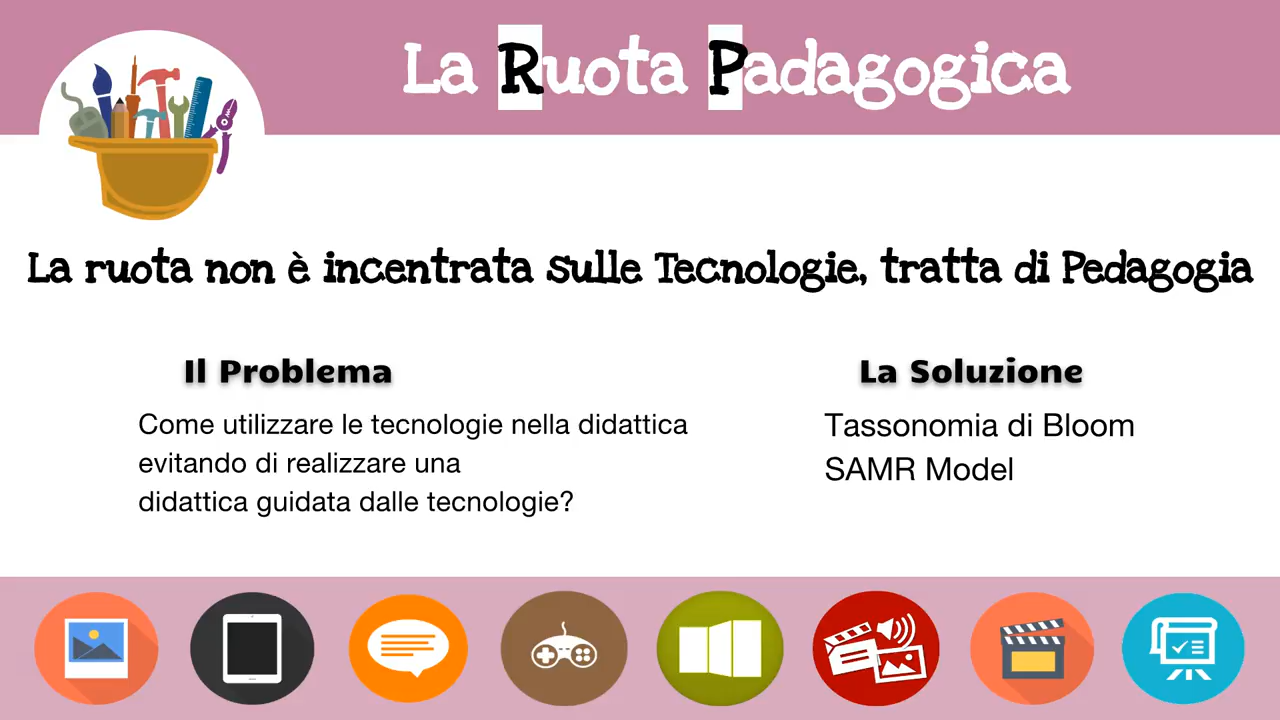 La Ruota Padagogica
La ruota non è incentrata sulle Tecnologie, tratta di Pedagogia
Il Problema
Come utilizzare le tecnologie nella didattica
evitando di realizzare una
didattica guidata dalle tecnologie?
La Soluzione
Tassonomia di Bloom
SAMR Model